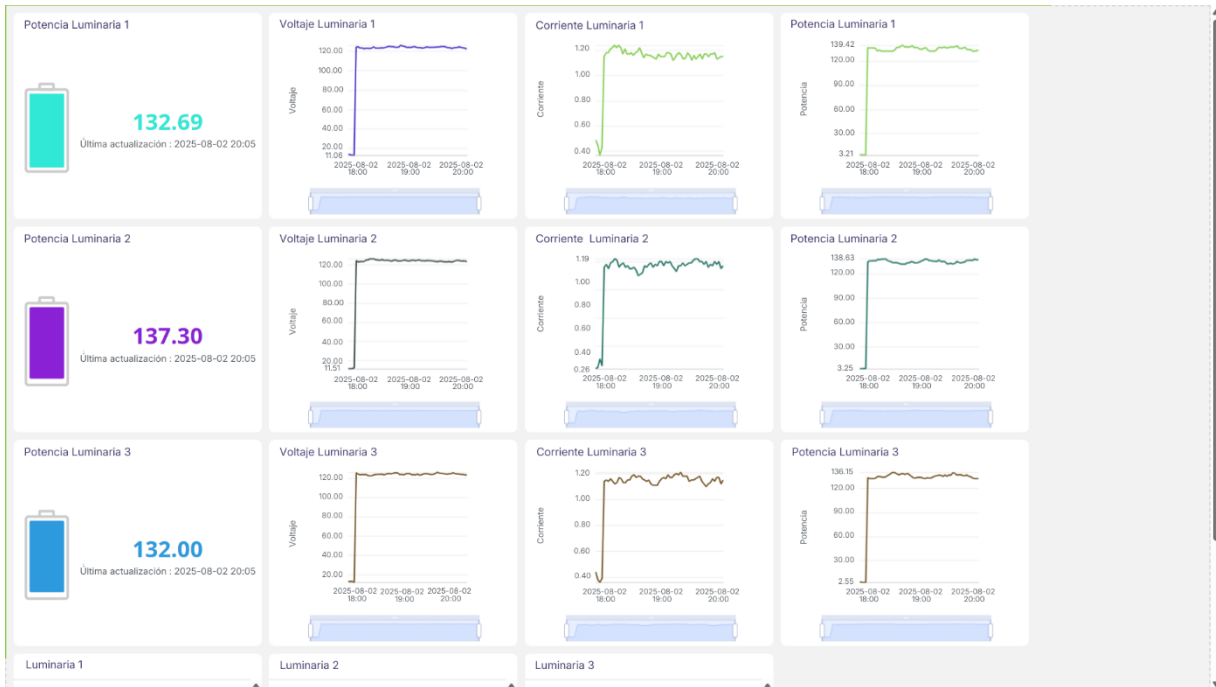 Potencia Luminaria 1
132.69
Última actualización : 2025-08-02 20:05
Voltaje Luminaria 1
Voltaje
120.00
100.00
80.00
60.00
40.00
20.00
11.06
2025-08-02 2025-08-02 2025-08-02
18:00 19:00 20:00
Corriente Luminaria 1
Corriente
1.20
1.00
0.80
0.60
0.40
2025-08-02 2025-08-02 2025-08-02
18:00 19:00 20:00
Potencia Luminaria 1
Potencia
139.42
120.00
90.00
60.00
30.00
3.21
2025-08-02 2025-08-02 2025-08-02
18:00 19:00 20:00
Potencia Luminaria 2
137.30
Última actualización : 2025-08-02 20:05
Voltaje Luminaria 2
Voltaje
120.00
100.00
80.00
60.00
40.00
20.00
11.51
2025-08-02 2025-08-02 2025-08-02
18:00 19:00 20:00
Corriente Luminaria 2
Corriente
1.19
1.00
0.80
0.60
0.40
0.26
2025-08-02 2025-08-02 2025-08-02
18:00 19:00 20:00
Potencia Luminaria 2
Potencia
138.63
120.00
90.00
60.00
30.00
3.25
2025-08-02 2025-08-02 2025-08-02
18:00 19:00 20:00
Potencia Luminaria 3
132.00
Última actualización : 2025-08-02 20:05
Voltaje Luminaria 3
Voltaje
120.00
100.00
80.00
60.00
40.00
20.00
2025-08-02 2025-08-02 2025-08-02
18:00 19:00 20:00
Corriente Luminaria 3
Corriente
1.20
1.00
0.80
0.60
0.40
2025-08-02 2025-08-02 2025-08-02
18:00 19:00 20:00
Potencia Luminaria 3
Potencia
136.15
120.00
90.00
60.00
30.00
2.55
2025-08-02 2025-08-02 2025-08-02
18:00 19:00 20:00
Luminaria 1
Luminaria 2
Luminaria 3